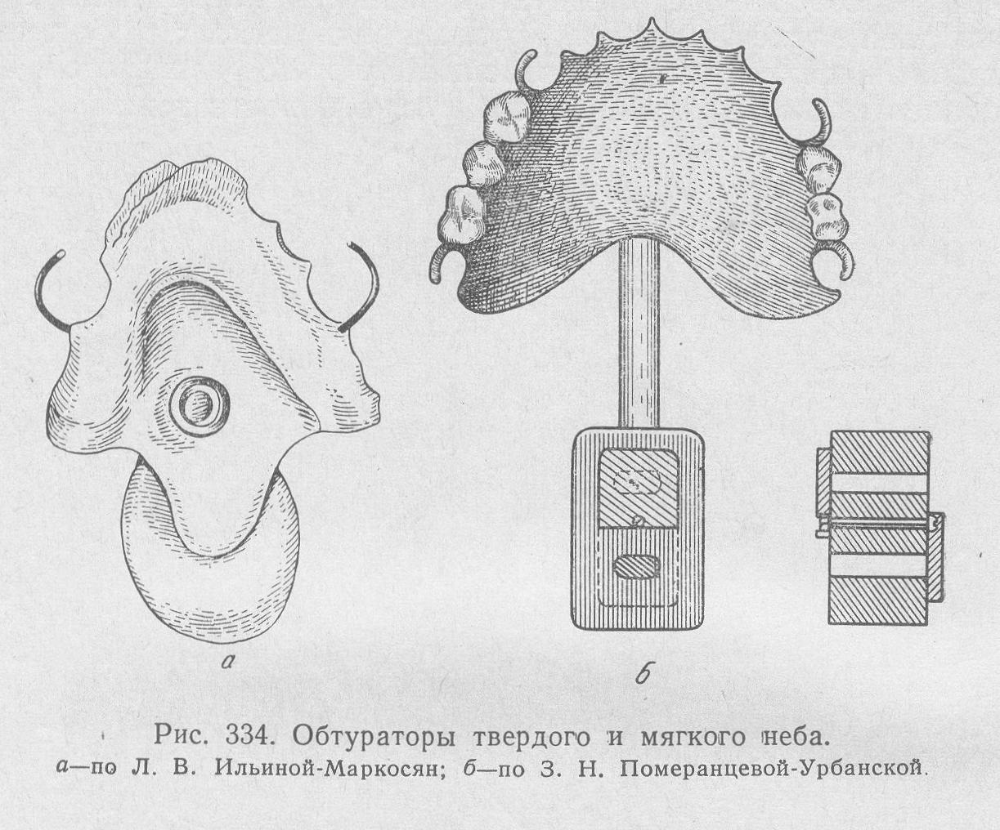 а
б
Рис. 334. Обтураторы твердого и мягкого неба.
а—по Л. В. Ильиной-Маркосян; б—по З. Н. Померанцевой-Урбанской.